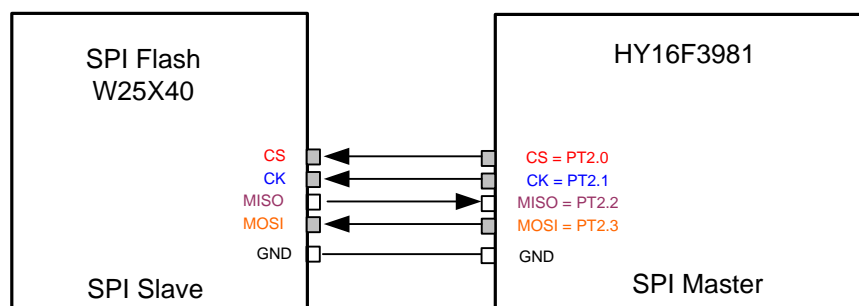 SPI Flash
W25X40
CS
CK
MISO
MOSI
GND
SPI Slave
HY16F3981
CS = PT2.0
CK = PT2.1
MISO = PT2.2
MOSI = PT2.3
GND
SPI Master